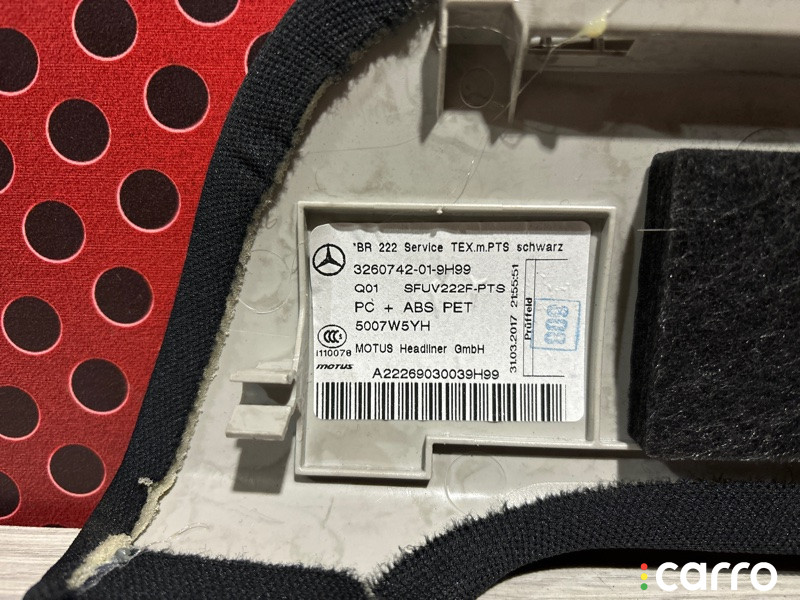 *BR 222 Service TEX.m.PTS schwarz
3260742-01-9H99
Q01 SFUV222F-PTS
PC + ABS PET
5007W5YH
CCC
I110078
MOTUS Headliner GmbH
motus
A22269030039H99
31.03.2017 21:55:51
Prüffeld
carro